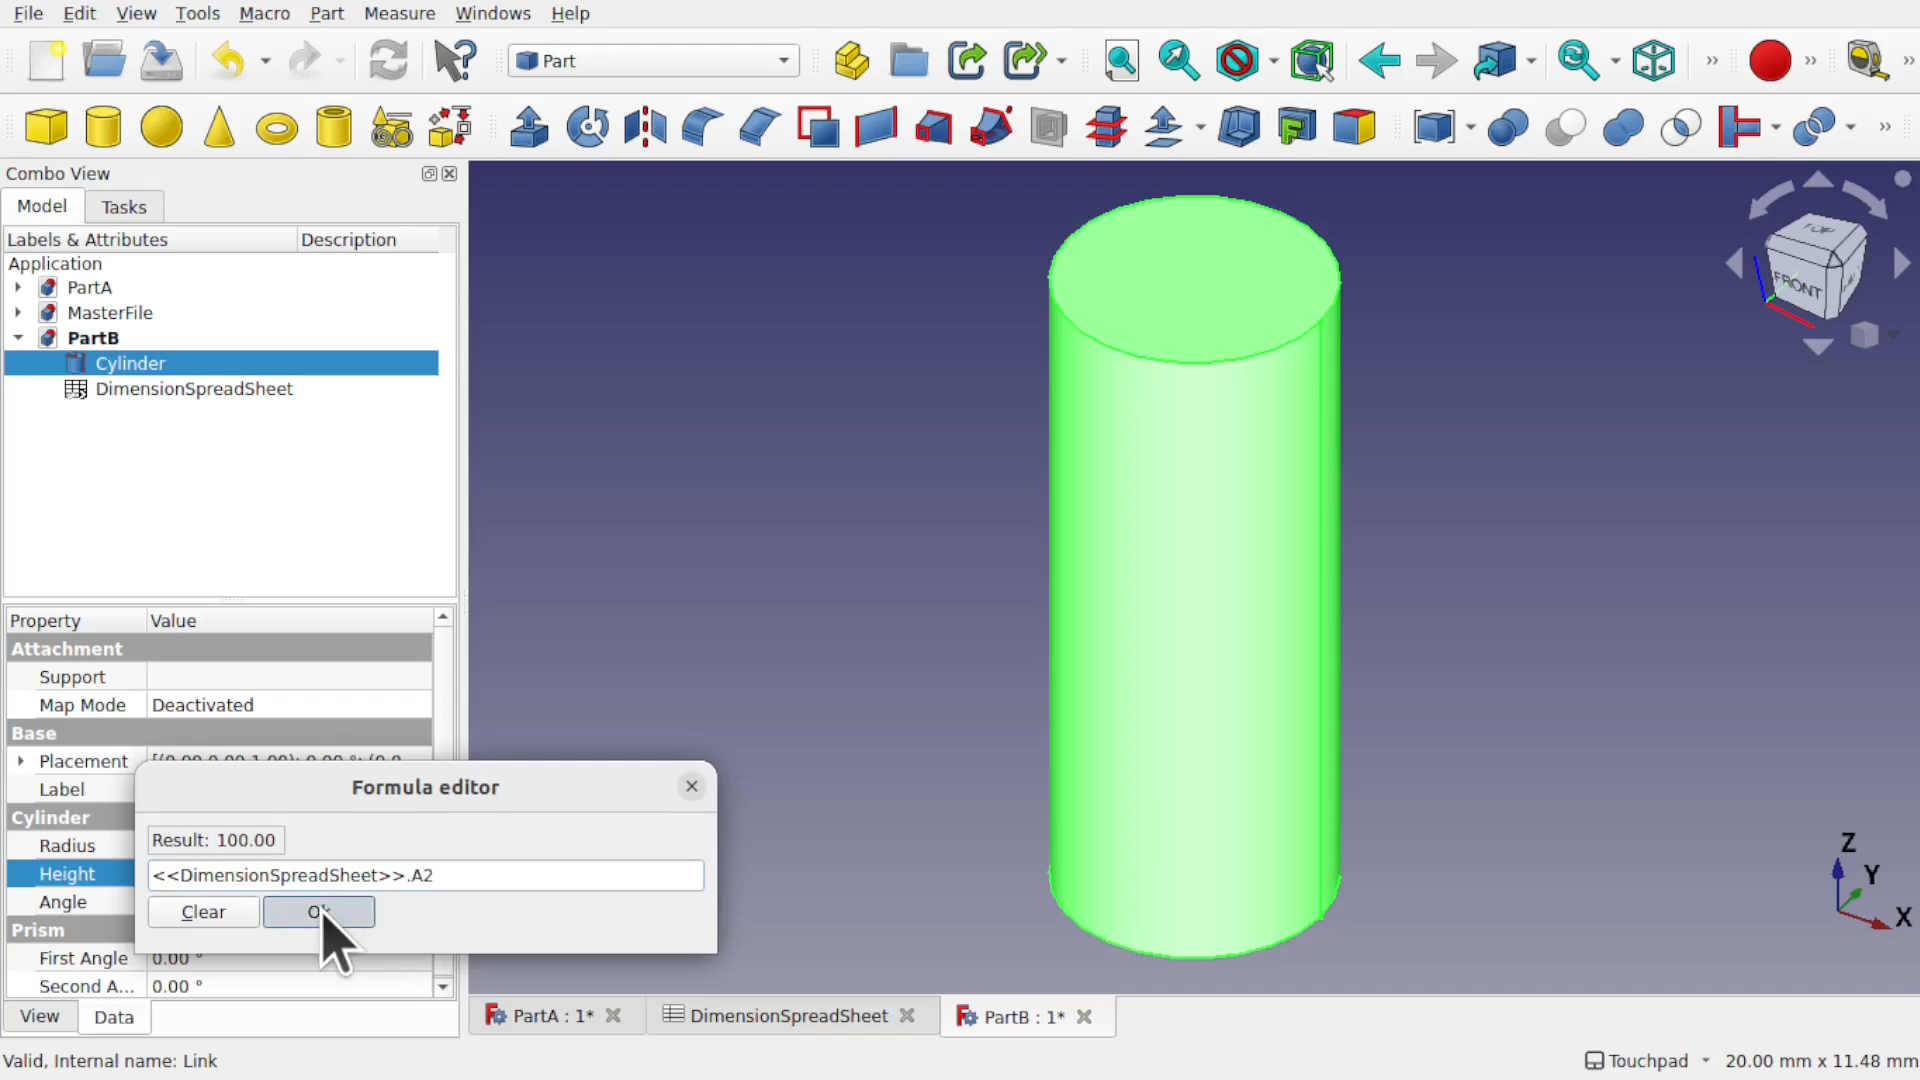 File Edit View Tools Macro Part Measure Windows Help
Part
Combo View
Model Tasks
Labels & Attributes Description
Application
PartA
MasterFile
PartB
Cylinder
DimensionSpreadSheet
Property Value
Attachment
Support
Map Mode Deactivated
Base
Placement
Label
Cylinder
Radius
Height
Angle
Prism
First Angle 0.00 °
Second A... 0.00 °
View Data
Formula editor
Result: 100.00
<<DimensionSpreadSheet>>.A2
Clear Ok
TOP
FRONT
Z
Y
X
PartA : 1* DimensionSpreadSheet PartB : 1*
Valid, Internal name: Link
Touchpad 20.00 mm x 11.48 mm